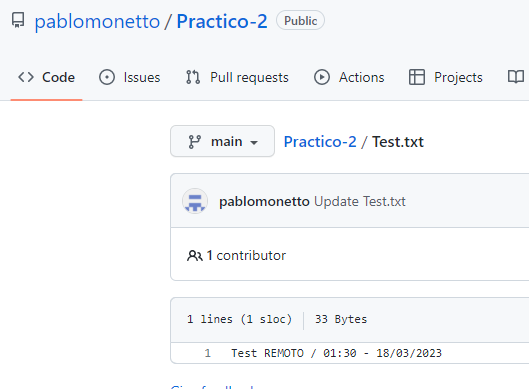 pablomonetto / Practico-2 Public
Code Issues Pull requests Actions Projects
main Practico-2 / Test.txt
pablomonetto Update Test.txt
1 contributor
1 lines (1 sloc) 33 Bytes
1 Test REMOTO / 01:30 - 18/03/2023